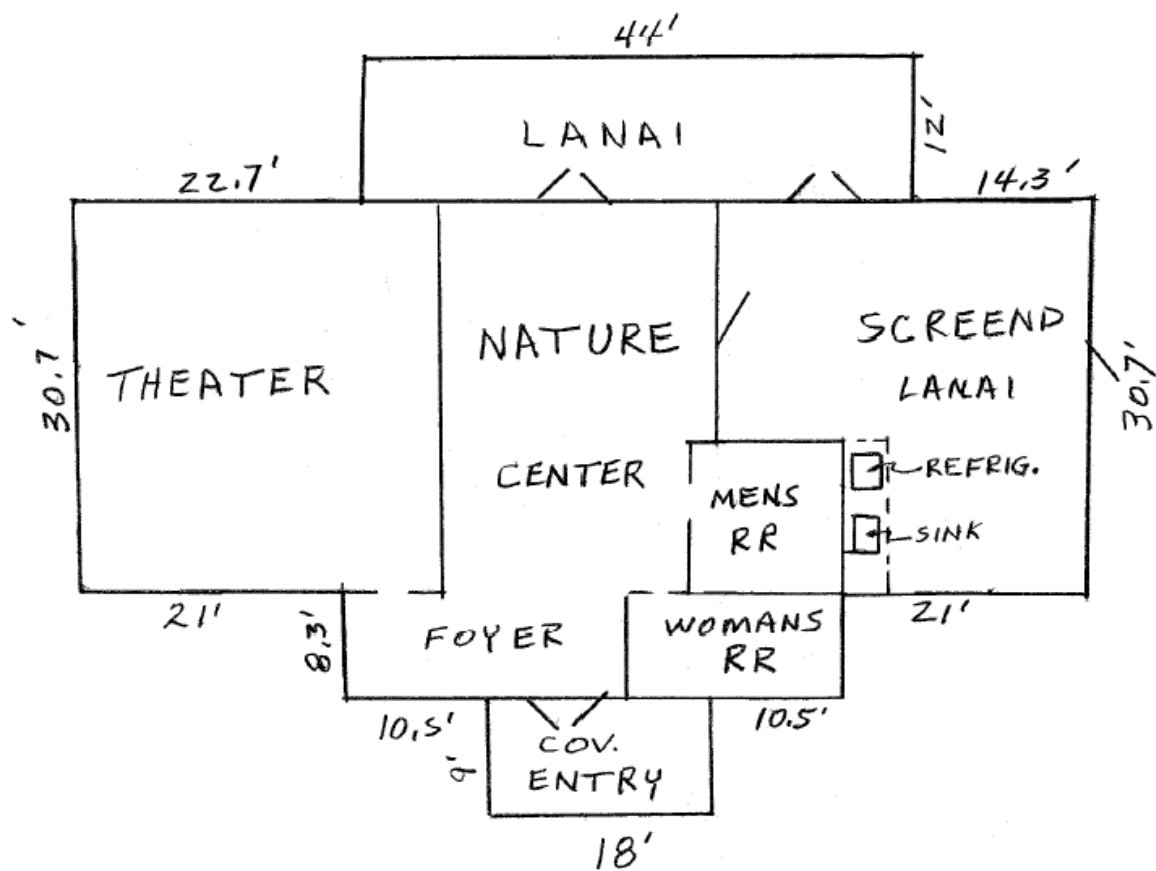 44'
LANAI
12'
22.7'
14.3'
30.7'
THEATER
NATURE
CENTER
SCREEND
LANAI
30.7'
MENS
RR
REFRIG.
SINK
21'
8.3'
FOYER
WOMANS
RR
21'
10.5'
10.5'
9'
COV.
ENTRY
18'